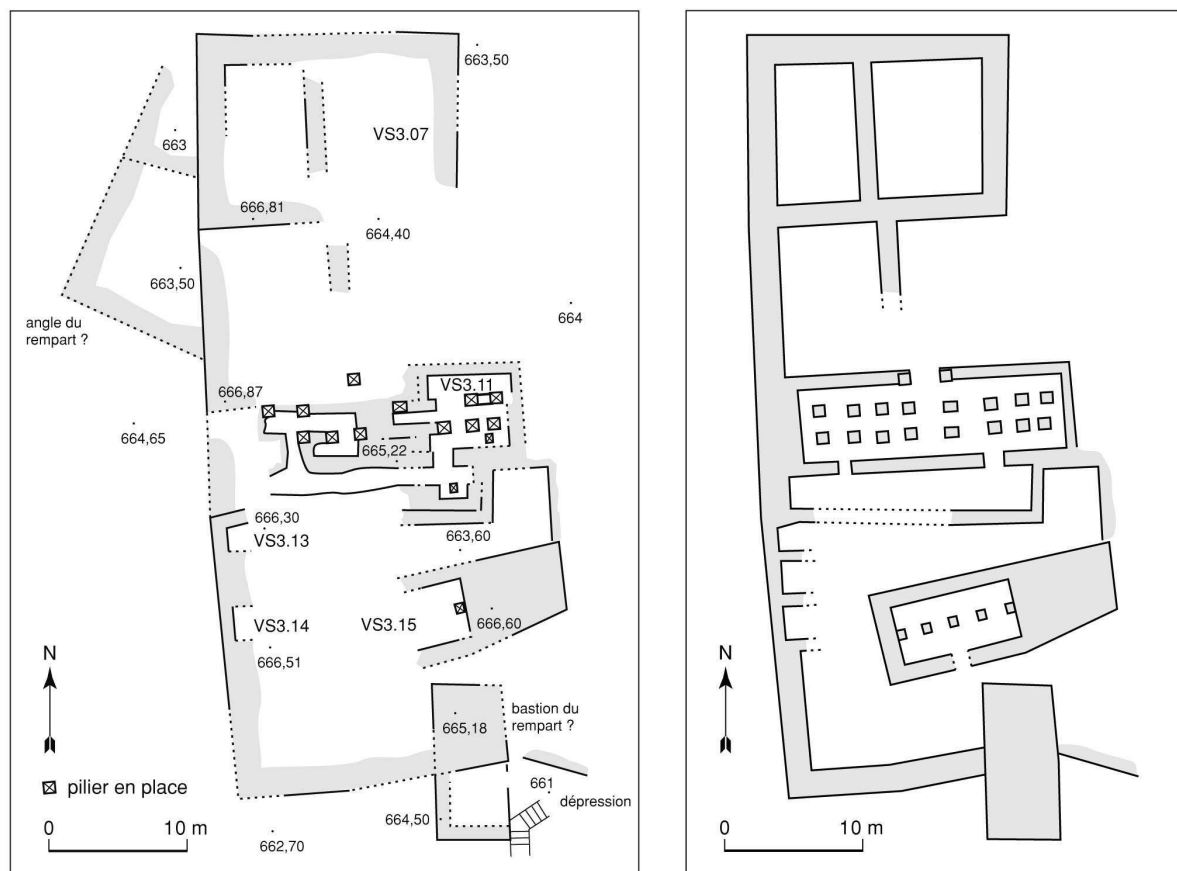 663,50
663
VS3.07
666,81
664,40
663,50
664
angle du
rempart ?
666,87
VS3.11
664,65
665,22
666,30
VS3.13
663,60
VS3.14
VS3.15
666,60
666,51
N
bastion du
rempart ?
665,18
pilier en place
661
dépression
664,50
0
10 m
662,70
N
0
10 m